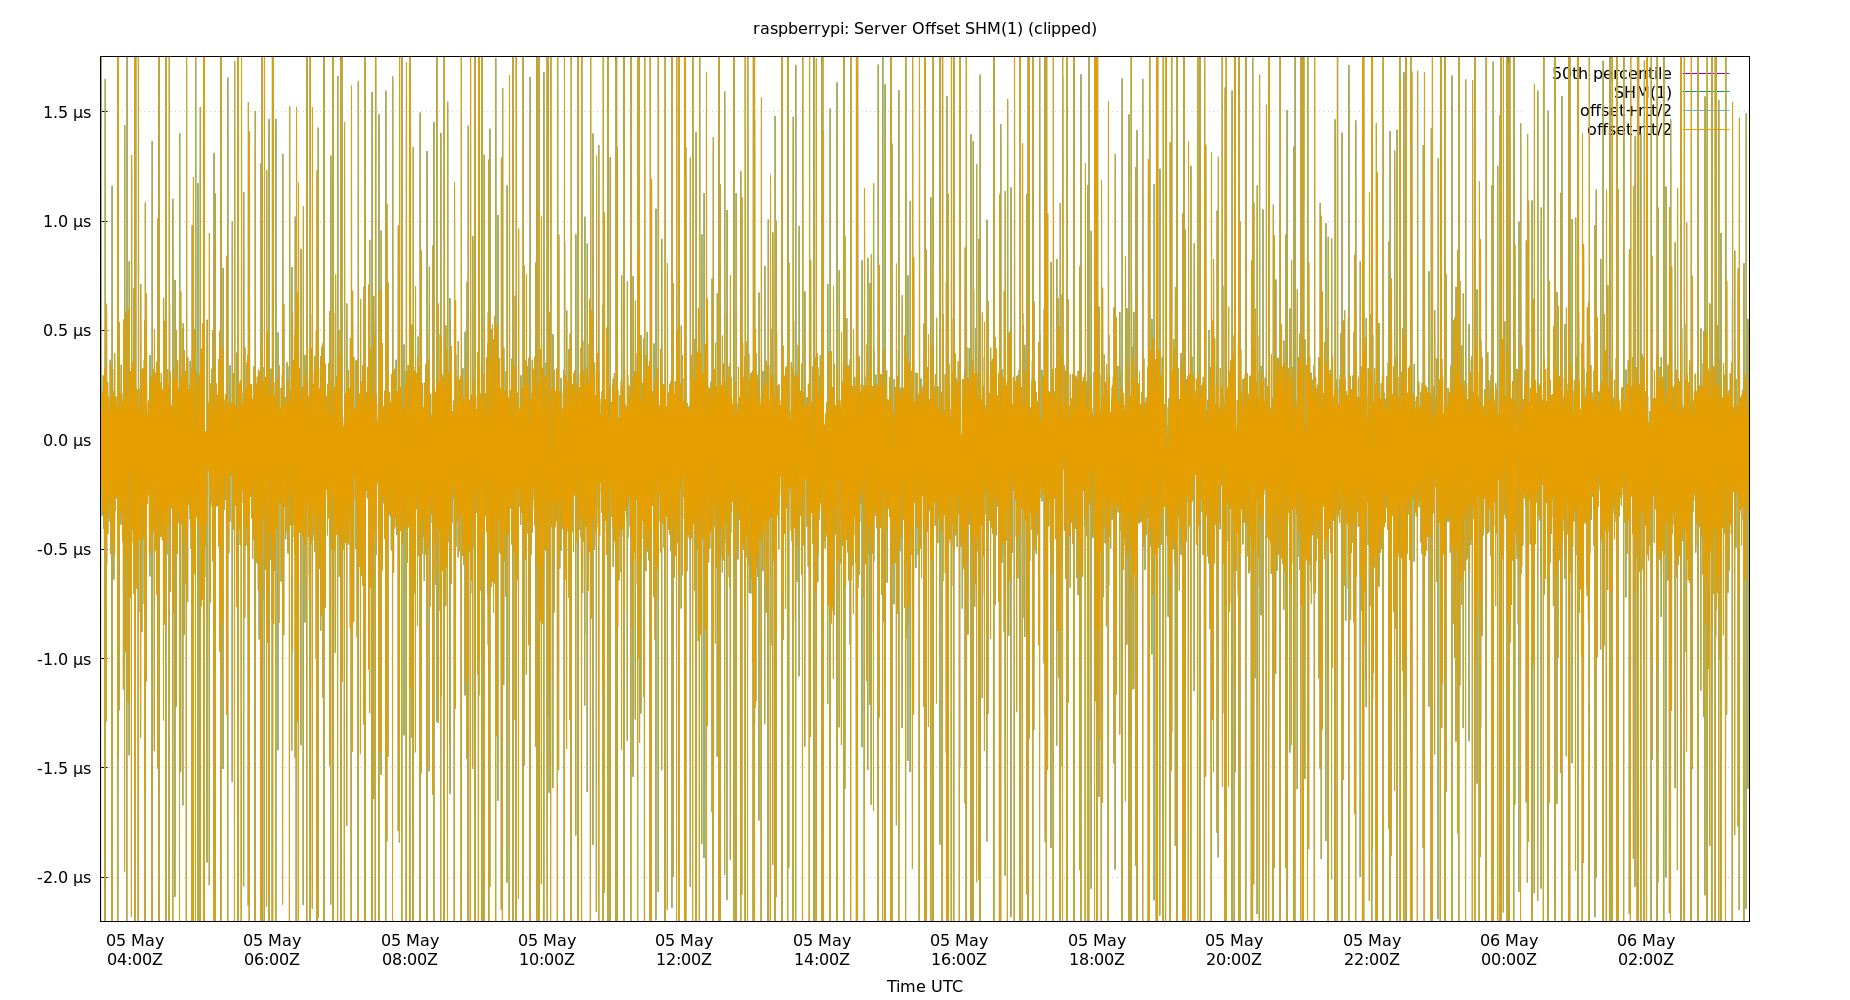 raspberrypi: Server Offset SHM(1) (clipped)
50th percentile
SHM(1)
offset+rtt/2
offset-rtt/2
1.5 µs
1.0 µs
0.5 µs
0.0 µs
-0.5 µs
-1.0 µs
-1.5 µs
-2.0 µs
05 May 05 May 05 May 05 May 05 May 05 May 05 May 05 May 05 May 05 May 06 May 06 May
04:00Z 06:00Z 08:00Z 10:00Z 12:00Z 14:00Z 16:00Z 18:00Z 20:00Z 22:00Z 00:00Z 02:00Z
Time UTC